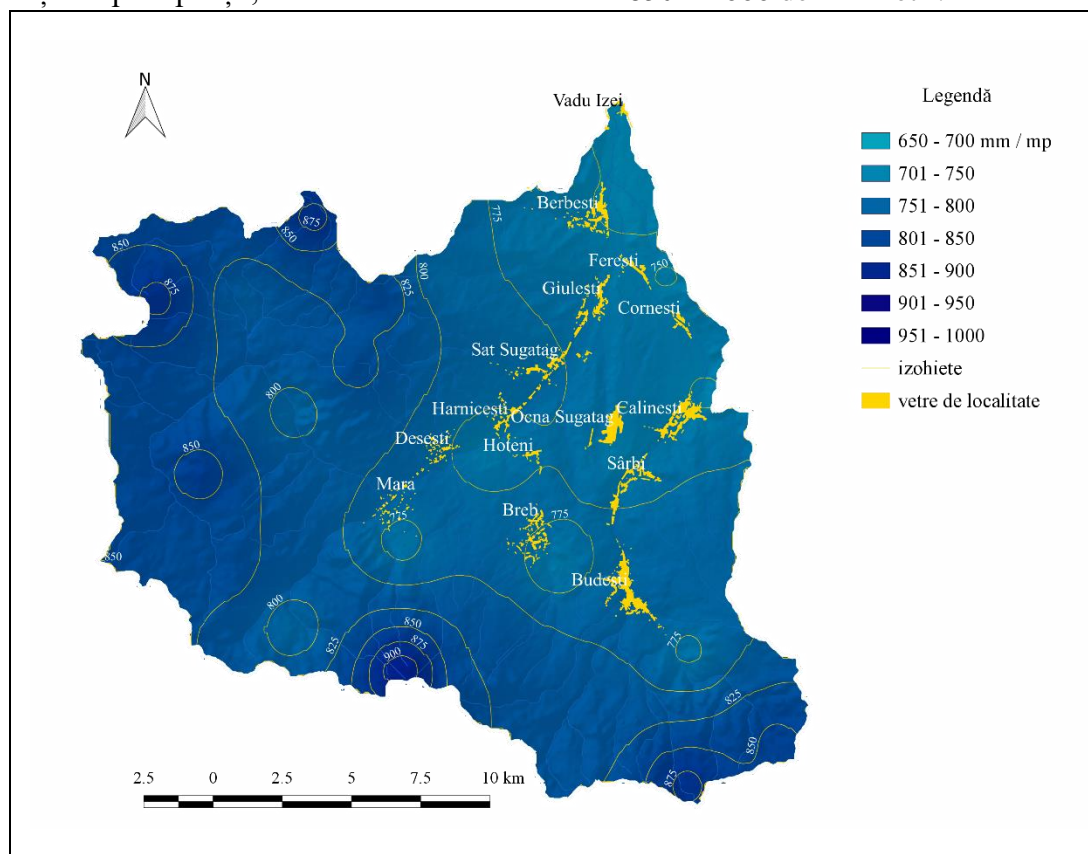 N
Vadu Izei
Legendă
650 - 700 mm / mp
701 - 750
751 - 800
801 - 850
851 - 900
901 - 950
951 - 1000
izohiete
vetre de localitate
Berbesti
775
875
850
850
800
825
875
Feresti
750
Giulesti
Cornesti
Sat Sugatag
800
Harnicesti
Ocna Sugatag
Calinesti
Desesti
Hoteni
850
Sârbi
Mara
775
Breb
775
850
Budesti
800
825
850
875
900
775
825
850
875
2.5 0 2.5 5 7.5 10 km